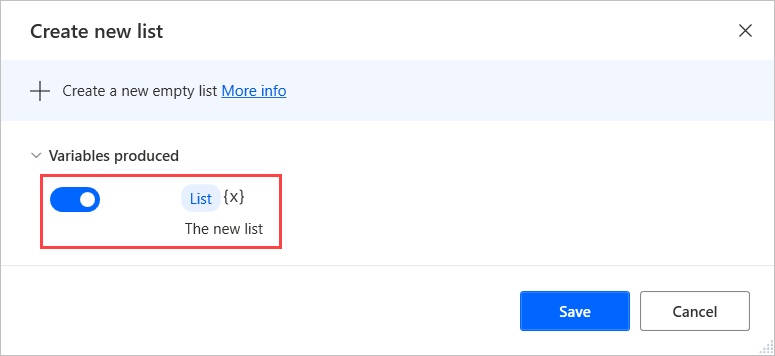 Create new list
Create a new empty list More info
Variables produced
List {x}
The new list
Save Cancel